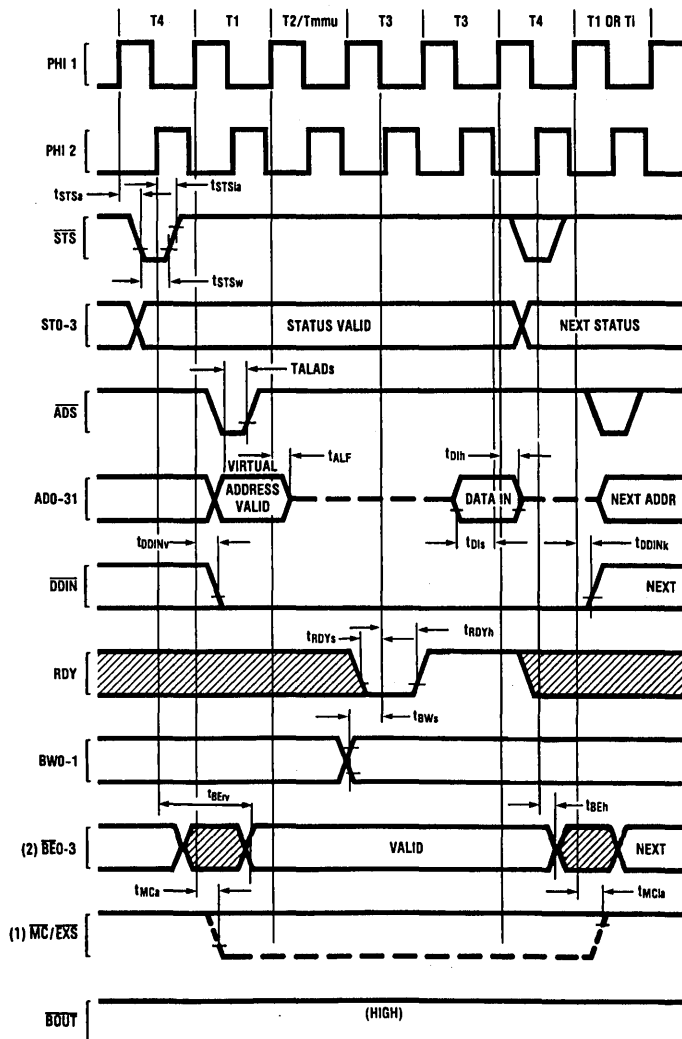 T4 T1 T2/Tmmu T3 T3 T4 T1 OR Ti
PHI 1
PHI 2
tSTSa tSTSia
STS
tSTSw
ST0-3 STATUS VALID NEXT STATUS
TALADs
ADS
tALF tDIh
AD0-31 VIRTUAL ADDRESS VALID DATA IN NEXT ADDR
tDDINv tDIs tDDINk
DDIN NEXT
tRDYs tRDYh
RDY
tBWs
BW0-1
tBErv tBEh
(2) BE0-3 VALID NEXT
tMCa tMCia
(1) MC/EXS
BOUT (HIGH)